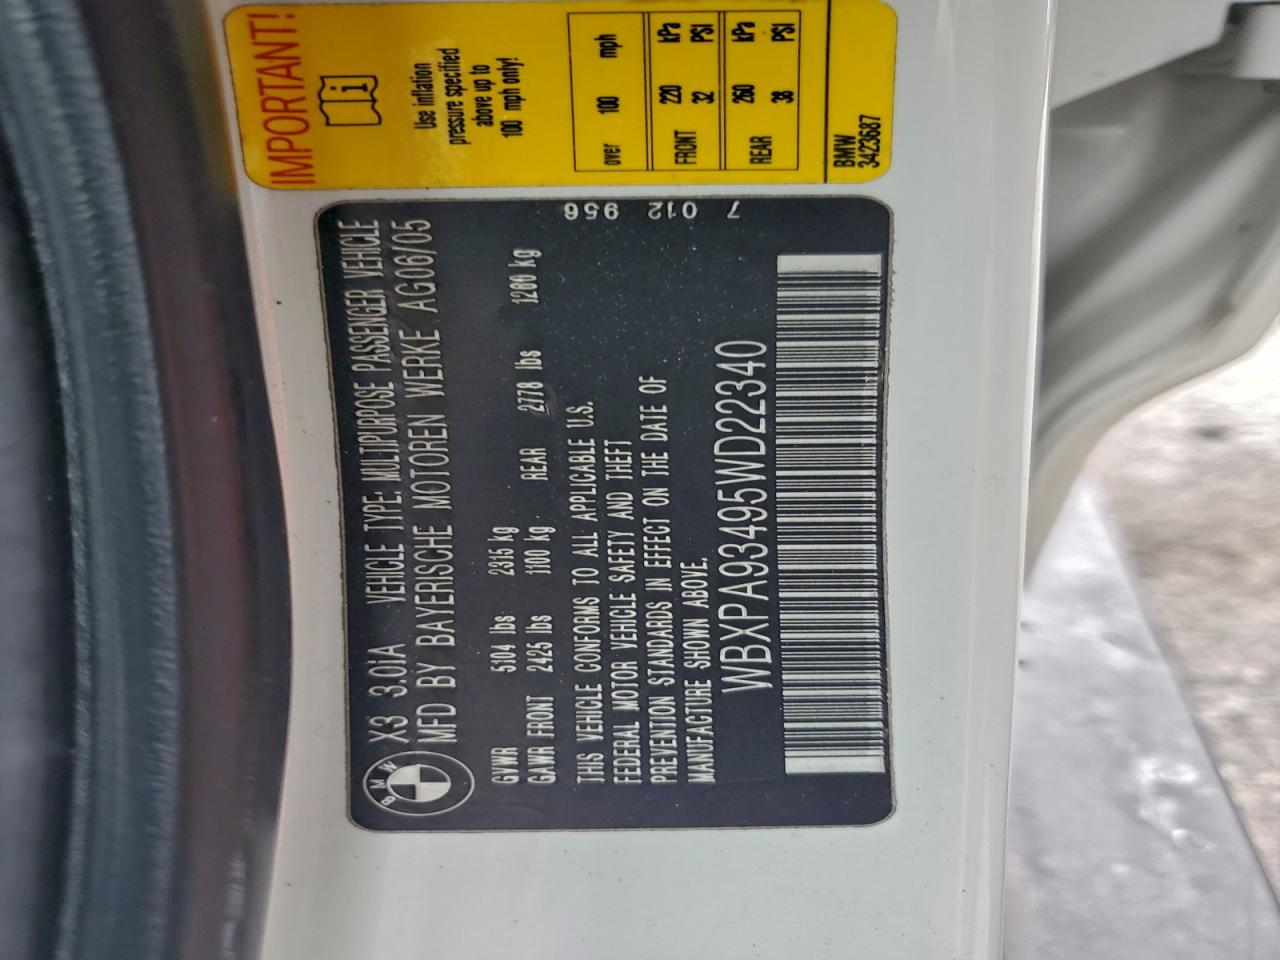 BMW
X3 3.0iA VEHICLE TYPE: MULTIPURPOSE PASSENGER VEHICLE
MFD BY BAYERISCHE MOTOREN WERKE AG06/05
GVWR 5104 lbs 2315 kg
GAWR FRONT 2425 lbs 1100 kg REAR 2778 lbs 1260 kg
THIS VEHICLE CONFORMS TO ALL APPLICABLE U.S.
FEDERAL MOTOR VEHICLE SAFETY AND THEFT
PREVENTION STANDARDS IN EFFECT ON THE DATE OF
MANUFACTURE SHOWN ABOVE.
WBXPA93495WD22340
7 012 956
IMPORTANT!
i
Use inflation
pressure specified
above up to
100 mph only!
over 100 mph
FRONT 220 kPa
32 PSI
REAR 260 kPa
38 PSI
BMW
3423687